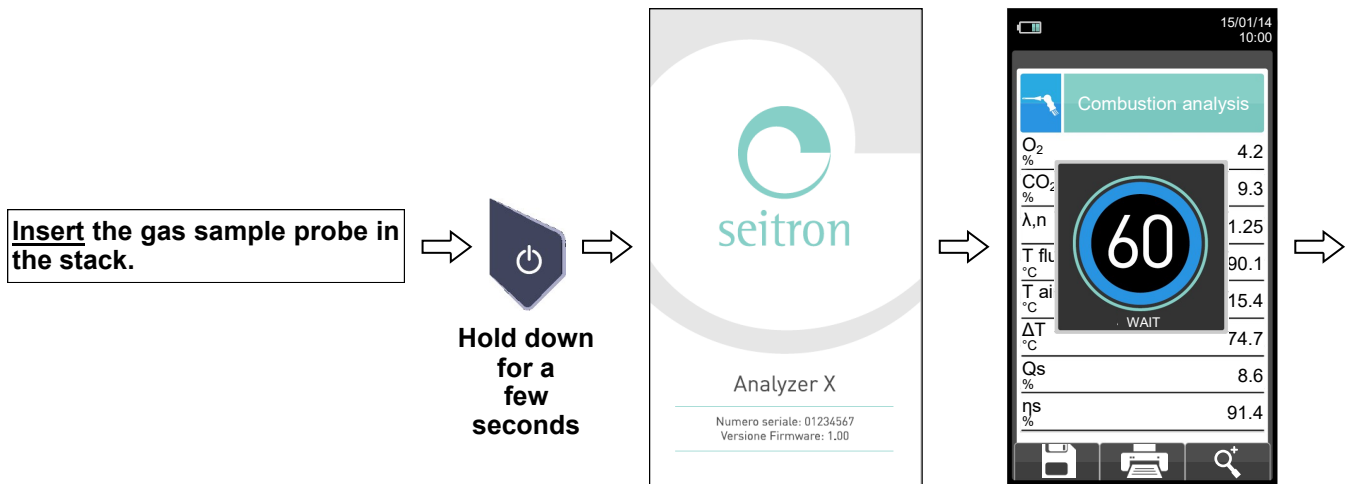 Insert the gas sample probe in
the stack.
Hold down
for a
few
seconds
seitron
Analyzer X
Numero seriale: 01234567
Versione Firmware: 1.00
15/01/14
10:00
Combustion analysis
O₂
%
4.2
CO₂
%
9.3
λ,n
1.25
T flu
°C
90.1
T ai
°C
15.4
ΔT
°C
74.7
Qs
%
8.6
ηs
%
91.4
60
WAIT